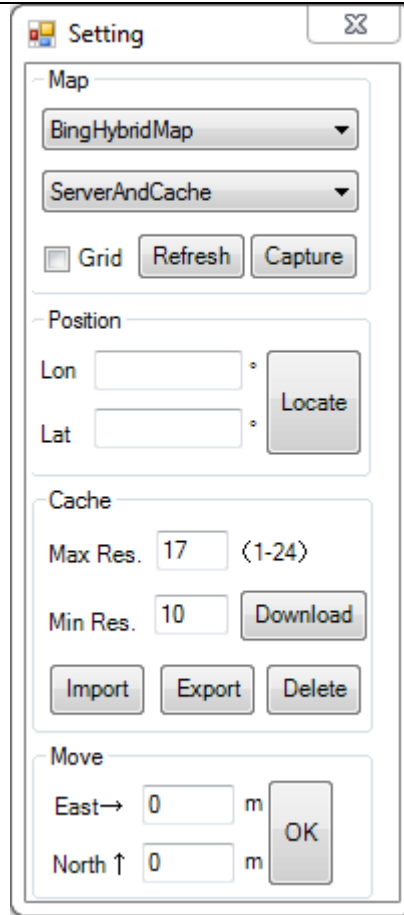 Setting
Map
BingHybridMap
ServerAndCache
Grid Refresh Capture
Position
Lon °
Locate
Lat °
Cache
Max Res. 17 (1-24)
Min Res. 10 Download
Import Export Delete
Move
East→ 0 m
OK
North↑ 0 m